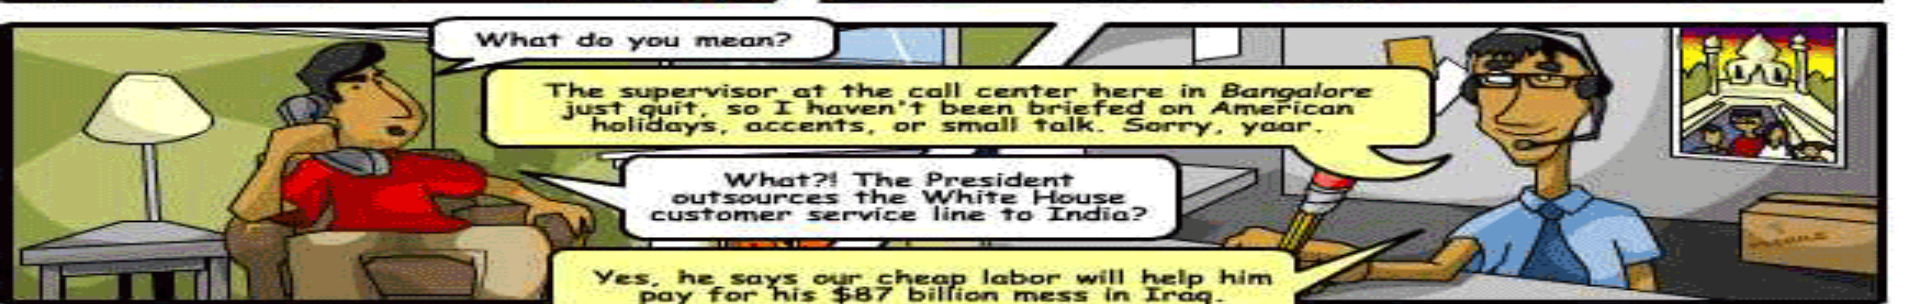 What do you mean?
The supervisor at the call center here in Bangalore
just quit, so I haven't been briefed on American
holidays, accents, or small talk. Sorry, yaar.
What?! The President
outsources the White House
customer service line to India?
Yes, he says our cheap labor will help him
pay for his $87 billion mess in Iraq.